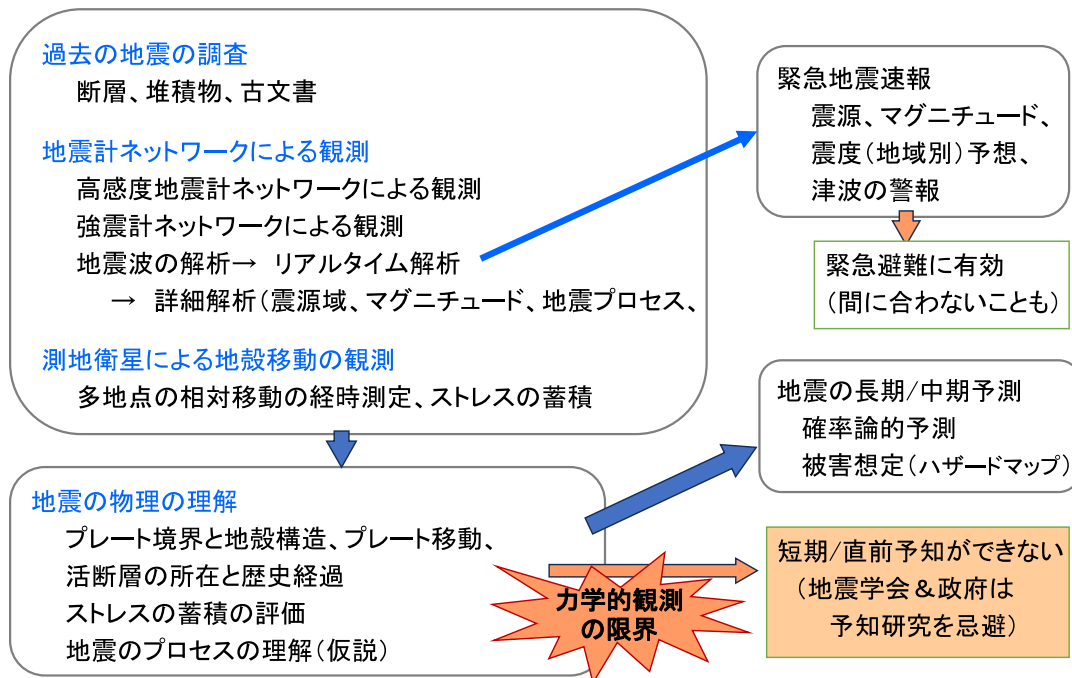 過去の地震の調査
断層、堆積物、古文書
地震計ネットワークによる観測
高感度地震計ネットワークによる観測
強震計ネットワークによる観測
地震波の解析→ リアルタイム解析
→ 詳細解析(震源域、マグニチュード、地震プロセス、
測地衛星による地殻移動の観測
多地点の相対移動の経時測定、ストレスの蓄積
地震の物理の理解
プレート境界と地殻構造、プレート移動、
活断層の所在と歴史経過
ストレスの蓄積の評価
地震のプロセスの理解(仮説)
力学的観測
の限界
緊急地震速報
震源、マグニチュード、
震度(地域別)予想、
津波の警報
緊急避難に有効
(間に合わないことも)
地震の長期/中期予測
確率論的予測
被害想定(ハザードマップ)
短期/直前予知ができない
(地震学会&政府は
予知研究を忌避)